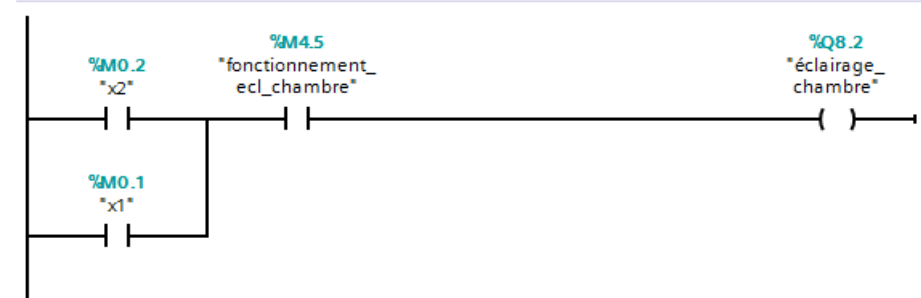 %M4.5
"fonctionnement_
ecl_chambre"
%Q8.2
"éclairage_
chambre"
%M0.2
"x2"
%M0.1
"x1"